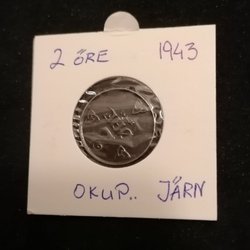 2 ÖRE 1943
OKUP.. JÄRN